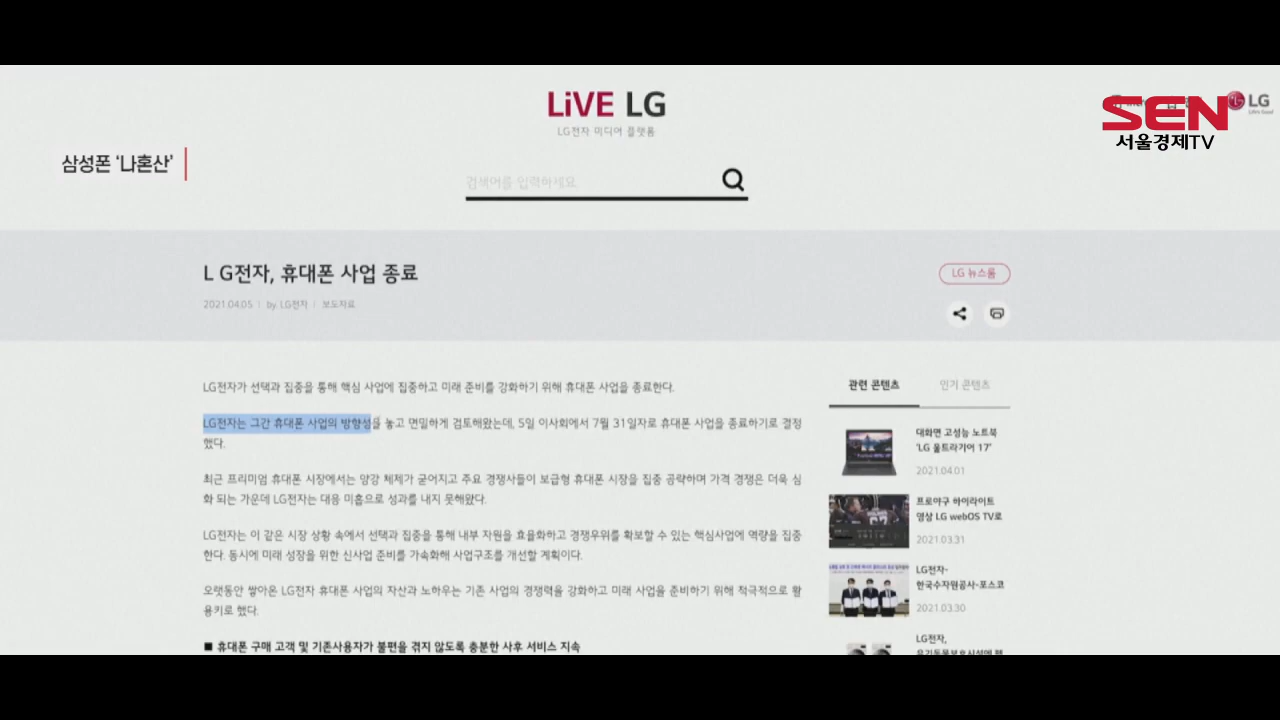 LiVE LG
LG전자 미디어 플랫폼
LG
SEN
서울경제TV
삼성폰 ‘나혼산’
검색어를 입력하세요
L G전자, 휴대폰 사업 종료
LG 뉴스룸
2021.04.05 | by. LG전자 | 보도자료
LG전자가 선택과 집중을 통해 핵심 사업에 집중하고 미래 준비를 강화하기 위해 휴대폰 사업을 종료한다.
LG전자는 그간 휴대폰 사업의 방향성을 놓고 면밀하게 검토해왔는데, 5일 이사회에서 7월 31일자로 휴대폰 사업을 종료하기로 결정
했다.
최근 프리미엄 휴대폰 시장에서는 양강 체제가 굳어지고 주요 경쟁사들이 보급형 휴대폰 시장을 집중 공략하며 가격 경쟁은 더욱 심
화 되는 가운데 LG전자는 대응 미흡으로 성과를 내지 못해왔다.
LG전자는 이 같은 시장 상황 속에서 선택과 집중을 통해 내부 자원을 효율화하고 경쟁우위를 확보할 수 있는 핵심사업에 역량을 집중
한다. 동시에 미래 성장을 위한 신사업 준비를 가속화해 사업구조를 개선할 계획이다.
오랫동안 쌓아온 LG전자 휴대폰 사업의 자산과 노하우는 기존 사업의 경쟁력을 강화하고 미래 사업을 준비하기 위해 적극적으로 활
용키로 했다.
■ 휴대폰 구매 고객 및 기존사용자가 불편을 겪지 않도록 충분한 사후 서비스 지속
관련 콘텐츠
인기 콘텐츠
대화면 고성능 노트북
‘LG 울트라기어 17’
2021.04.01
프로야구 하이라이트
영상 LG webOS TV로
2021.03.31
LG전자-
한국수자원공사-포스코
2021.03.30
LG전자,